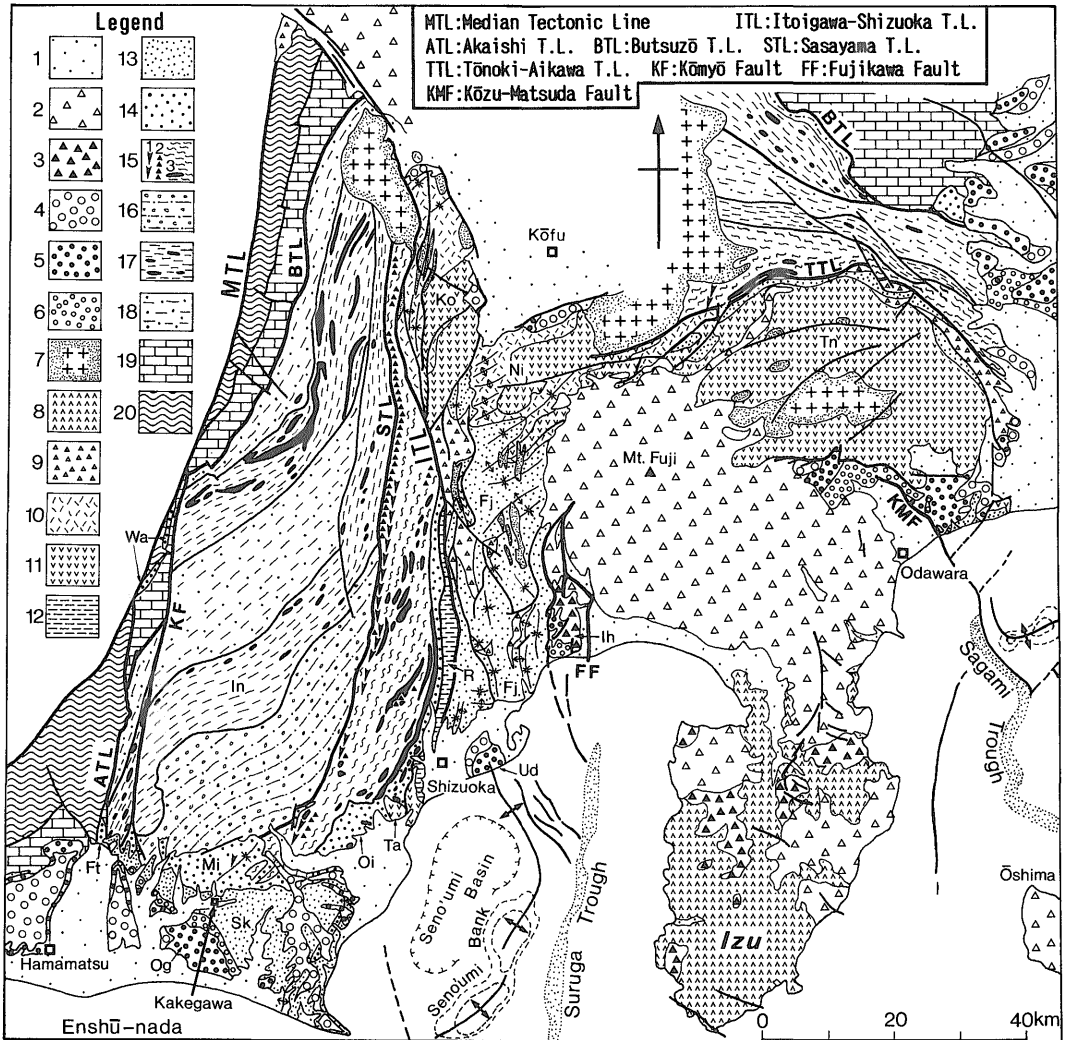 Legend
1
2
3
4
5
6
7
8
9
10
11
12
13
14
15
1 2 3
16
17
18
19
20
MTL:Median Tectonic Line ITL:Itoigawa-Shizuoka T.L.
ATL:Akaishi T.L. BTL:Butsuzō T.L. STL:Sasayama T.L.
TTL:Tōnoki-Aikawa T.L. KF:Kōmyō Fault FF:Fujikawa Fault
KMF:Kōzu-Matsuda Fault
BTL
MTL
BTL
Kōfu
TTL
Ko
Tn
Ni
STL
ITL
Mt. Fuji
Fj
KMF
Wa
KF
Odawara
Ih
FF
In
R
Fj
Sagami
Trough
ATL
Shizuoka
Ud
Ta
Oi
Ft
Mi
Seno'umi
Basin
Bank
Senoumi
Suruga
Trough
Ōshima
Sk
Izu
Hamamatsu
Og
Kakegawa
Enshū-nada
0 20 40km